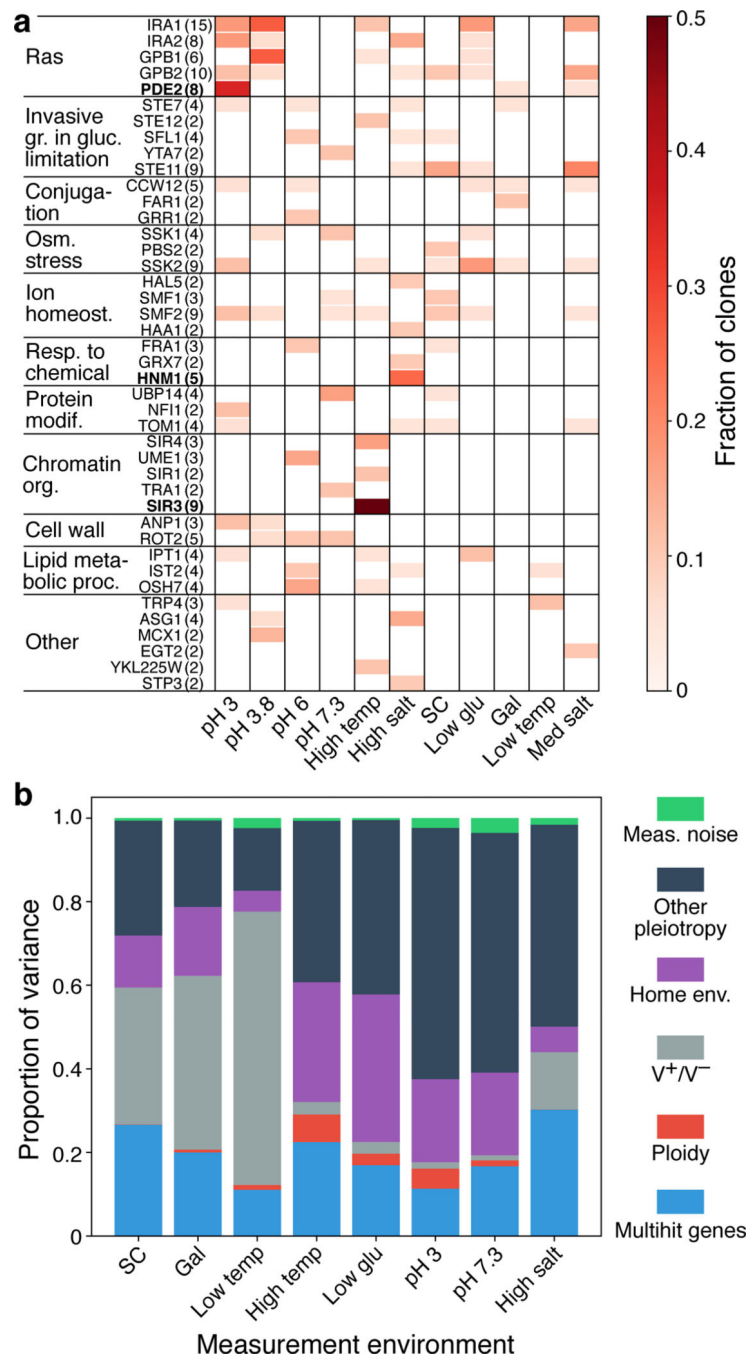 a
Ras
IRA1 (15)
IRA2 (8)
GPB1 (6)
GPB2 (10)
PDE2 (8)
Invasive
gr. in gluc.
limitation
STE7 (4)
STE12 (2)
SFL1 (4)
YTA7 (2)
STE11 (9)
Conjuga-
tion
CCW12 (5)
FAR1 (2)
GRR1 (2)
Osm.
stress
SSK1 (4)
PBS2 (2)
SSK2 (9)
Ion
homeost.
HAL5 (2)
SMF1 (3)
SMF2 (9)
HAA1 (2)
Resp. to
chemical
FRA1 (3)
GRX7 (2)
HNM1 (5)
Protein
modif.
UBP14 (4)
NFI1 (2)
TOM1 (4)
Chromatin
org.
SIR4 (3)
UME1 (3)
SIR1 (2)
TRA1 (2)
SIR3 (9)
Cell wall
ANP1 (3)
ROT2 (5)
Lipid meta-
bolic proc.
IPT1 (4)
IST2 (4)
OSH7 (4)
Other
TRP4 (3)
ASG1 (4)
MCX1 (2)
EGT2 (2)
YKL225W (2)
STP3 (2)
pH 3
pH 3.8
pH 6
pH 7.3
High temp
High salt
SC
Low glu
Gal
Low temp
Med salt
0.5
0.4
0.3
0.2
0.1
0
Fraction of clones
b
Proportion of variance
1.0
0.8
0.6
0.4
0.2
0
SC
Gal
Low temp
High temp
Low glu
pH 3
pH 7.3
High salt
Measurement environment
Meas. noise
Other
pleiotropy
Home env.
V+/V−
Ploidy
Multihit genes